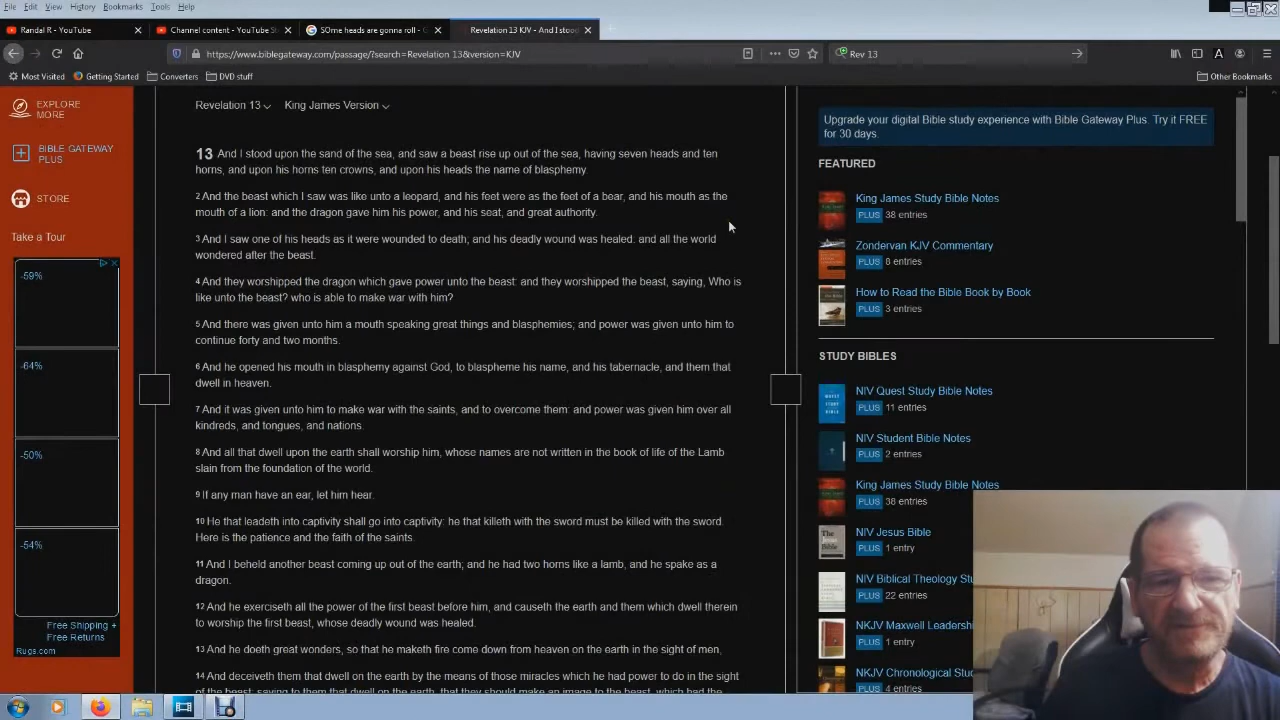 File Edit View History Bookmarks Tools Help
Randal R - YouTube
Channel content - YouTube St
SOme heads are gonna roll - G
Revelation 13 KJV - And I stood
https://www.biblegateway.com/passage/?search=Revelation 13&version=KJV
Rev 13
Most Visited Getting Started Converters DVD stuff
Other Bookmarks
EXPLORE
MORE
BIBLE GATEWAY
PLUS
STORE
Take a Tour
-59%
-64%
-50%
-54%
Free Shipping +
Free Returns
Rugs.com
Revelation 13 King James Version
13 And I stood upon the sand of the sea, and saw a beast rise up out of the sea, having seven heads and ten
horns, and upon his horns ten crowns, and upon his heads the name of blasphemy.
2 And the beast which I saw was like unto a leopard, and his feet were as the feet of a bear, and his mouth as the
mouth of a lion: and the dragon gave him his power, and his seat, and great authority.
3 And I saw one of his heads as it were wounded to death; and his deadly wound was healed: and all the world
wondered after the beast.
4 And they worshipped the dragon which gave power unto the beast: and they worshipped the beast, saying, Who is
like unto the beast? who is able to make war with him?
5 And there was given unto him a mouth speaking great things and blasphemies; and power was given unto him to
continue forty and two months.
6 And he opened his mouth in blasphemy against God, to blaspheme his name, and his tabernacle, and them that
dwell in heaven.
7 And it was given unto him to make war with the saints, and to overcome them: and power was given him over all
kindreds, and tongues, and nations.
8 And all that dwell upon the earth shall worship him, whose names are not written in the book of life of the Lamb
slain from the foundation of the world.
9 If any man have an ear, let him hear.
10 He that leadeth into captivity shall go into captivity: he that killeth with the sword must be killed with the sword.
Here is the patience and the faith of the saints.
11 And I beheld another beast coming up out of the earth; and he had two horns like a lamb, and he spake as a
dragon.
12 And he exerciseth all the power of the first beast before him, and causeth the earth and them which dwell therein
to worship the first beast, whose deadly wound was healed.
13 And he doeth great wonders, so that he maketh fire come down from heaven on the earth in the sight of men,
14 And deceiveth them that dwell on the earth by the means of those miracles which he had power to do in the sight
of the beast; saying to them that dwell on the earth, that they should make an image to the beast, which had the
Upgrade your digital Bible study experience with Bible Gateway Plus. Try it FREE
for 30 days.
FEATURED
King James Study Bible Notes
PLUS 38 entries
Zondervan KJV Commentary
PLUS 8 entries
How to Read the Bible Book by Book
PLUS 3 entries
STUDY BIBLES
NIV Quest Study Bible Notes
PLUS 11 entries
NIV Student Bible Notes
PLUS 2 entries
King James Study Bible Notes
PLUS 38 entries
NIV Jesus Bible
PLUS 1 entry
NIV Biblical Theology Stu
PLUS 22 entries
NKJV Maxwell Leadersh
PLUS 1 entry
NKJV Chronological Stu
PLUS 4 entries